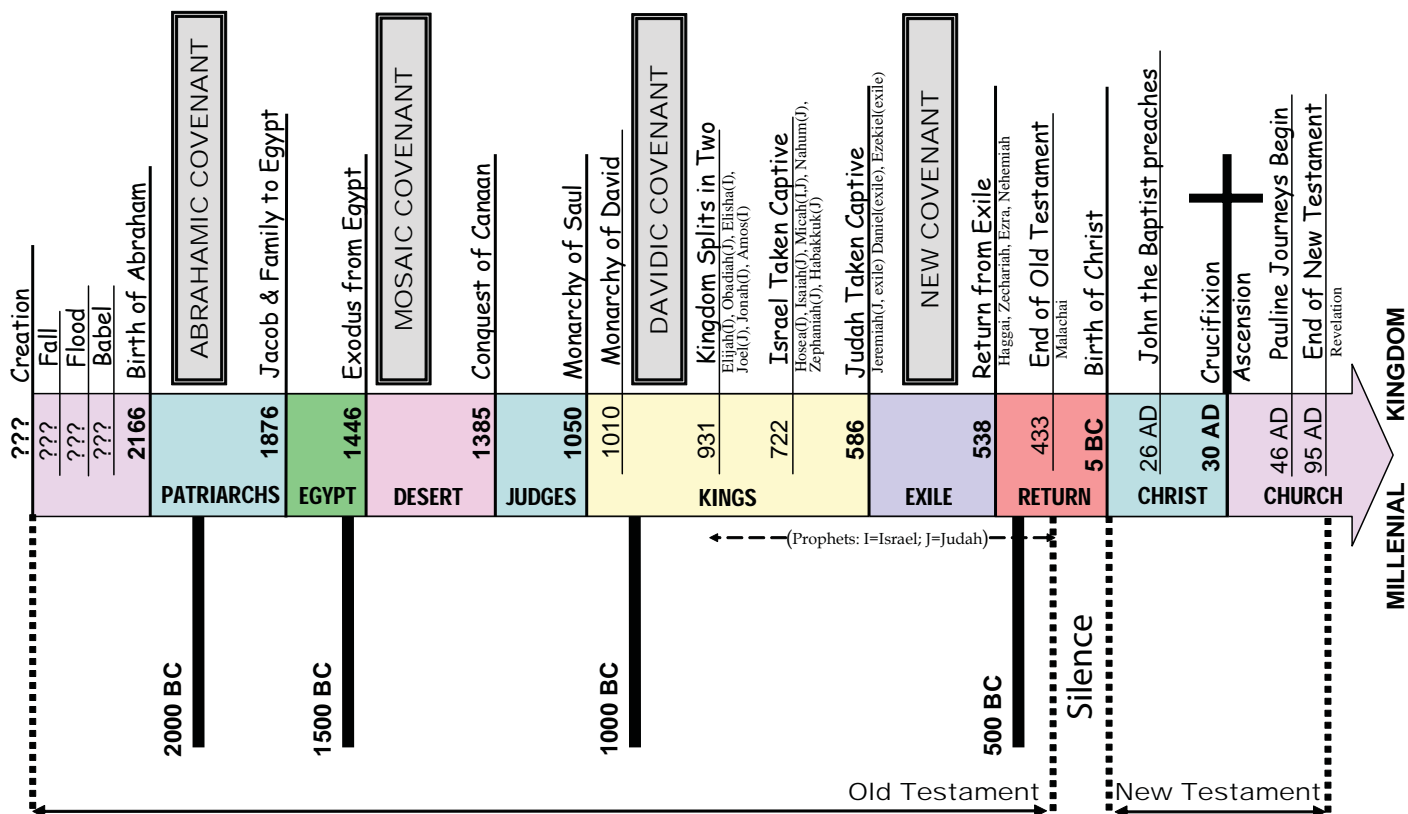 Creation
Fall
Flood
Babel
Birth of Abraham
ABRAHAMIC COVENANT
Jacob & Family to Egypt
Exodus from Egypt
MOSAIC COVENANT
Conquest of Canaan
Monarchy of Saul
Monarchy of David
DAVIDIC COVENANT
Kingdom Splits in Two
Elijah(I), Obadiah(J), Elisha(I),
Joel(J), Jonah(I), Amos(I)
Israel Taken Captive
Hosea(I), Isaiah(J), Micah(I,J), Nahum(J),
Zephaniah(J), Habakkuk(J)
Judah Taken Captive
Jeremiah(J, exile) Daniel(exile), Ezekiel(exile)
NEW COVENANT
Return from Exile
Haggai, Zechariah, Ezra, Nehemiah
End of Old Testament
Malachai
Birth of Christ
John the Baptist preaches
Crucifixion
Ascension
Pauline Journeys Begin
End of New Testament
Revelation
???
???
???
???
2166
1876
1446
1385
1050
1010
931
722
586
538
433
5 BC
26 AD
30 AD
46 AD
95 AD
PATRIARCHS
EGYPT
DESERT
JUDGES
KINGS
EXILE
RETURN
CHRIST
CHURCH
MILLENIAL KINGDOM
(Prophets: I=Israel; J=Judah)
2000 BC
1500 BC
1000 BC
500 BC
Silence
Old Testament
New Testament